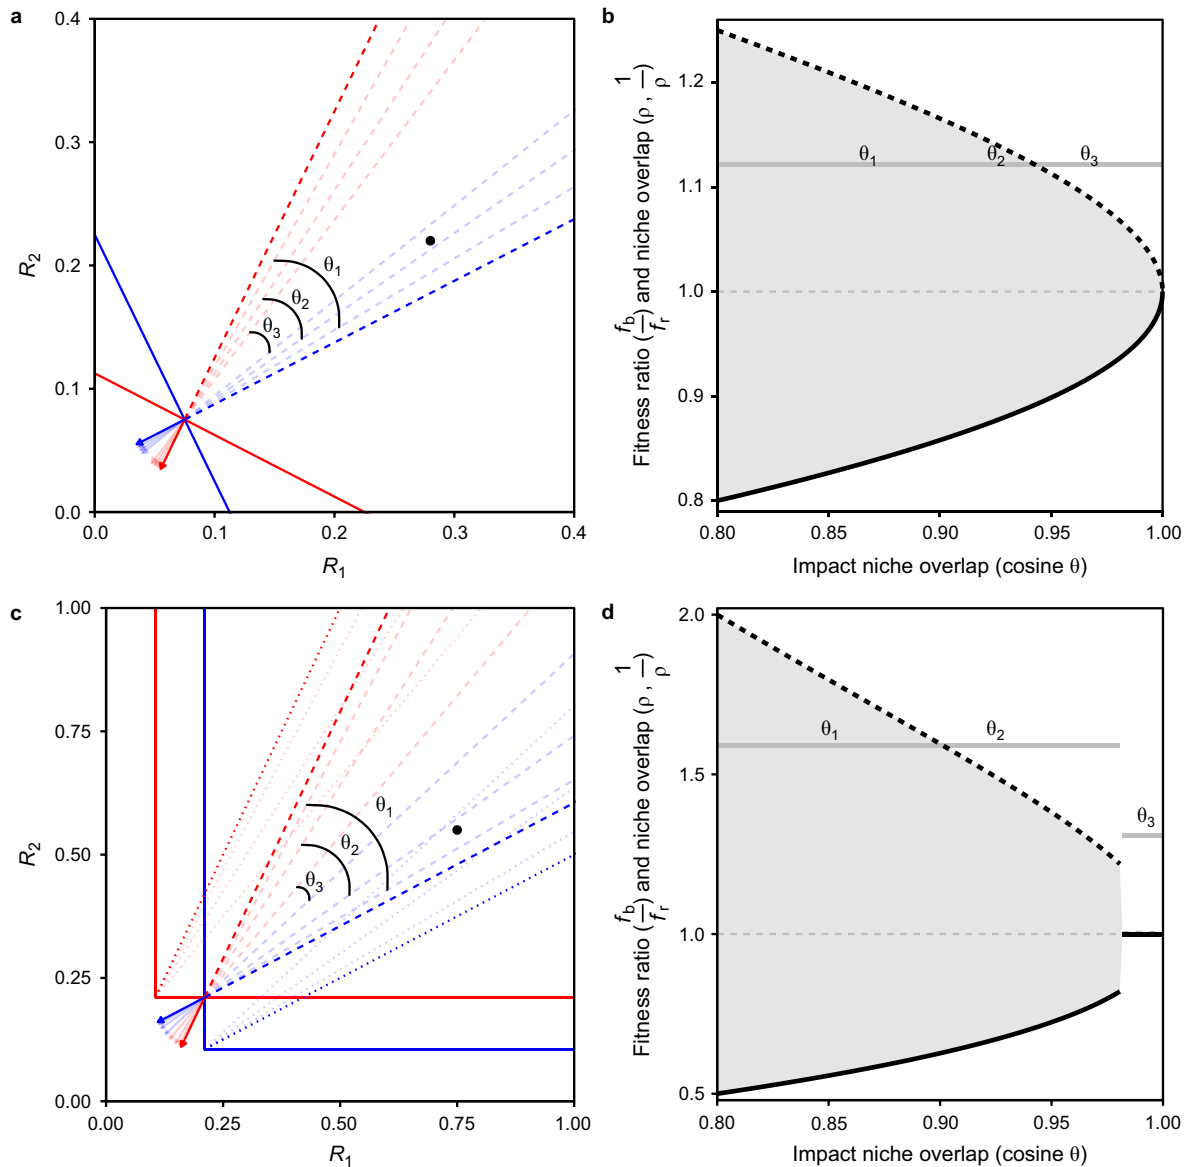 a
0.4
0.3
0.2
0.1
0.0
R2
θ1
θ2
θ3
0.0 0.1 0.2 0.3 0.4
R1
b
1.2
1.1
1.0
0.9
0.8
Fitness ratio (fb/fr) and niche overlap (ρ, 1/ρ)
θ1 θ2 θ3
0.80 0.85 0.90 0.95 1.00
Impact niche overlap (cosine θ)
c
1.00
0.75
0.50
0.25
0.00
R2
θ1
θ2
θ3
0.00 0.25 0.50 0.75 1.00
R1
d
2.0
1.5
1.0
0.5
Fitness ratio (fb/fr) and niche overlap (ρ, 1/ρ)
θ1 θ2
θ3
0.80 0.85 0.90 0.95 1.00
Impact niche overlap (cosine θ)